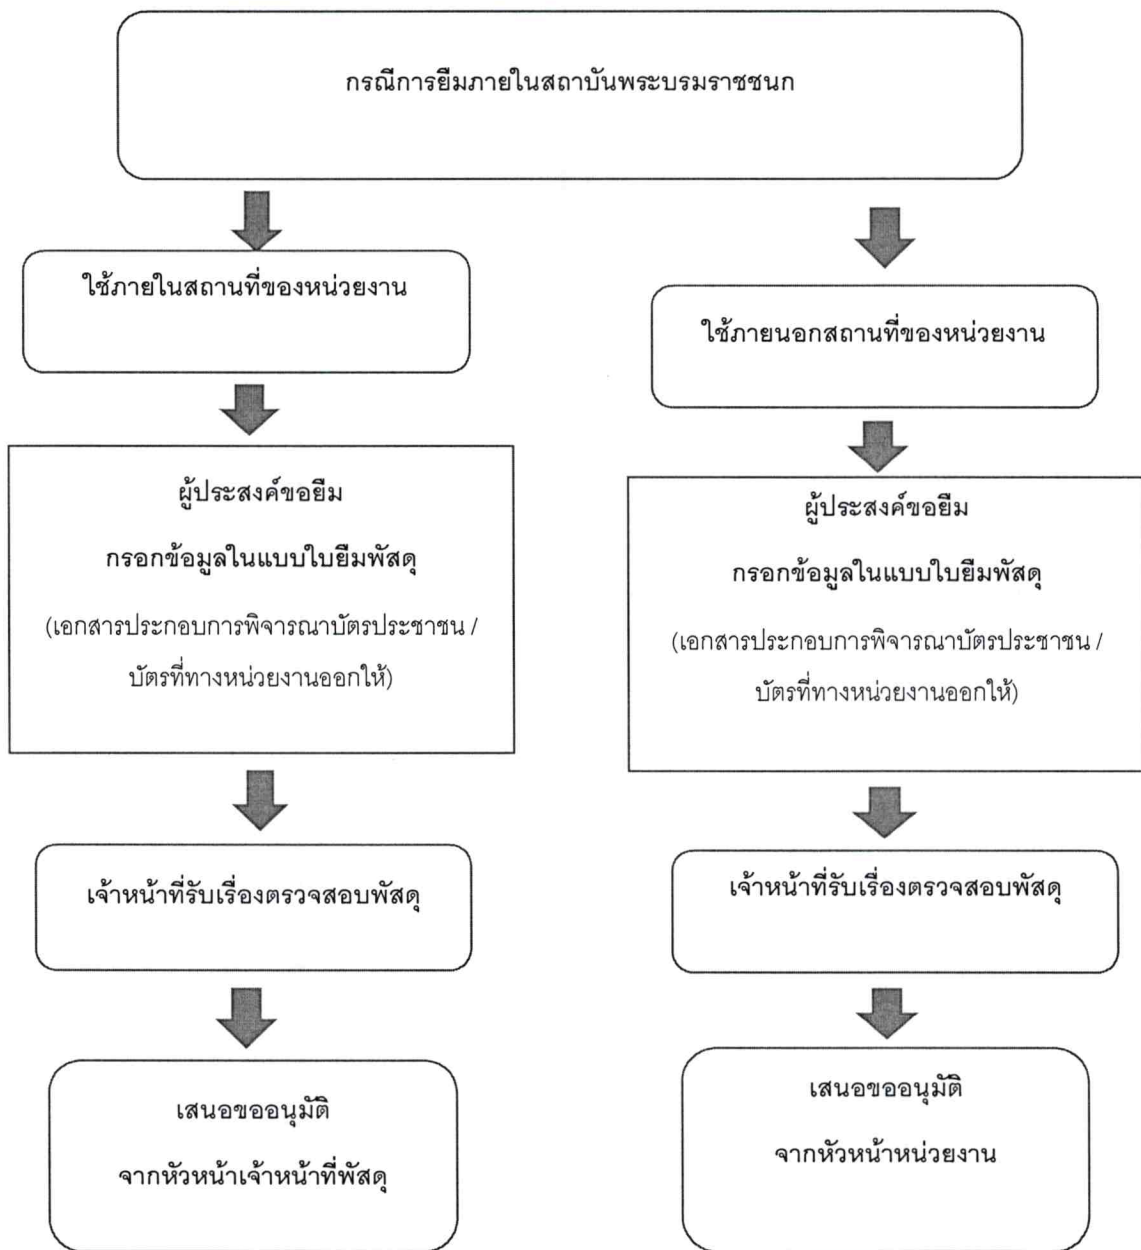 กรณีการยืมภายในสถาบันพระบรมราชชนก
ใช้ภายในสถานที่ของหน่วยงาน
ผู้ประสงค์ขอยืม
กรอกข้อมูลในแบบใบยืมพัสดุ
(เอกสารประกอบการพิจารณาบัตรประชาชน /
บัตรที่ทางหน่วยงานออกให้)
เจ้าหน้าที่รับเรื่องตรวจสอบพัสดุ
เสนอขออนุมัติ
จากหัวหน้าเจ้าหน้าที่พัสดุ
ใช้ภายนอกสถานที่ของหน่วยงาน
ผู้ประสงค์ขอยืม
กรอกข้อมูลในแบบใบยืมพัสดุ
(เอกสารประกอบการพิจารณาบัตรประชาชน /
บัตรที่ทางหน่วยงานออกให้)
เจ้าหน้าที่รับเรื่องตรวจสอบพัสดุ
เสนอขออนุมัติ
จากหัวหน้าหน่วยงาน